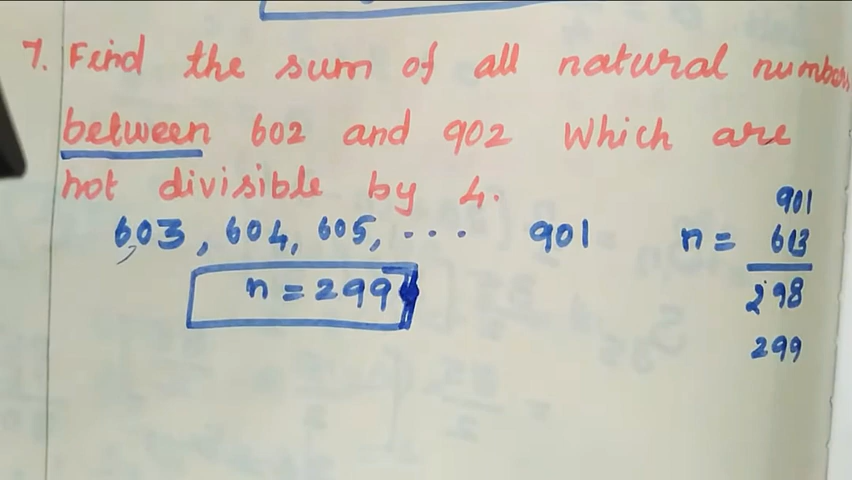 7. Find the sum of all natural numbers
between 602 and 902 which are
not divisible by 4.
603, 604, 605, ... 901
n = 299
901
n = 613
298
299